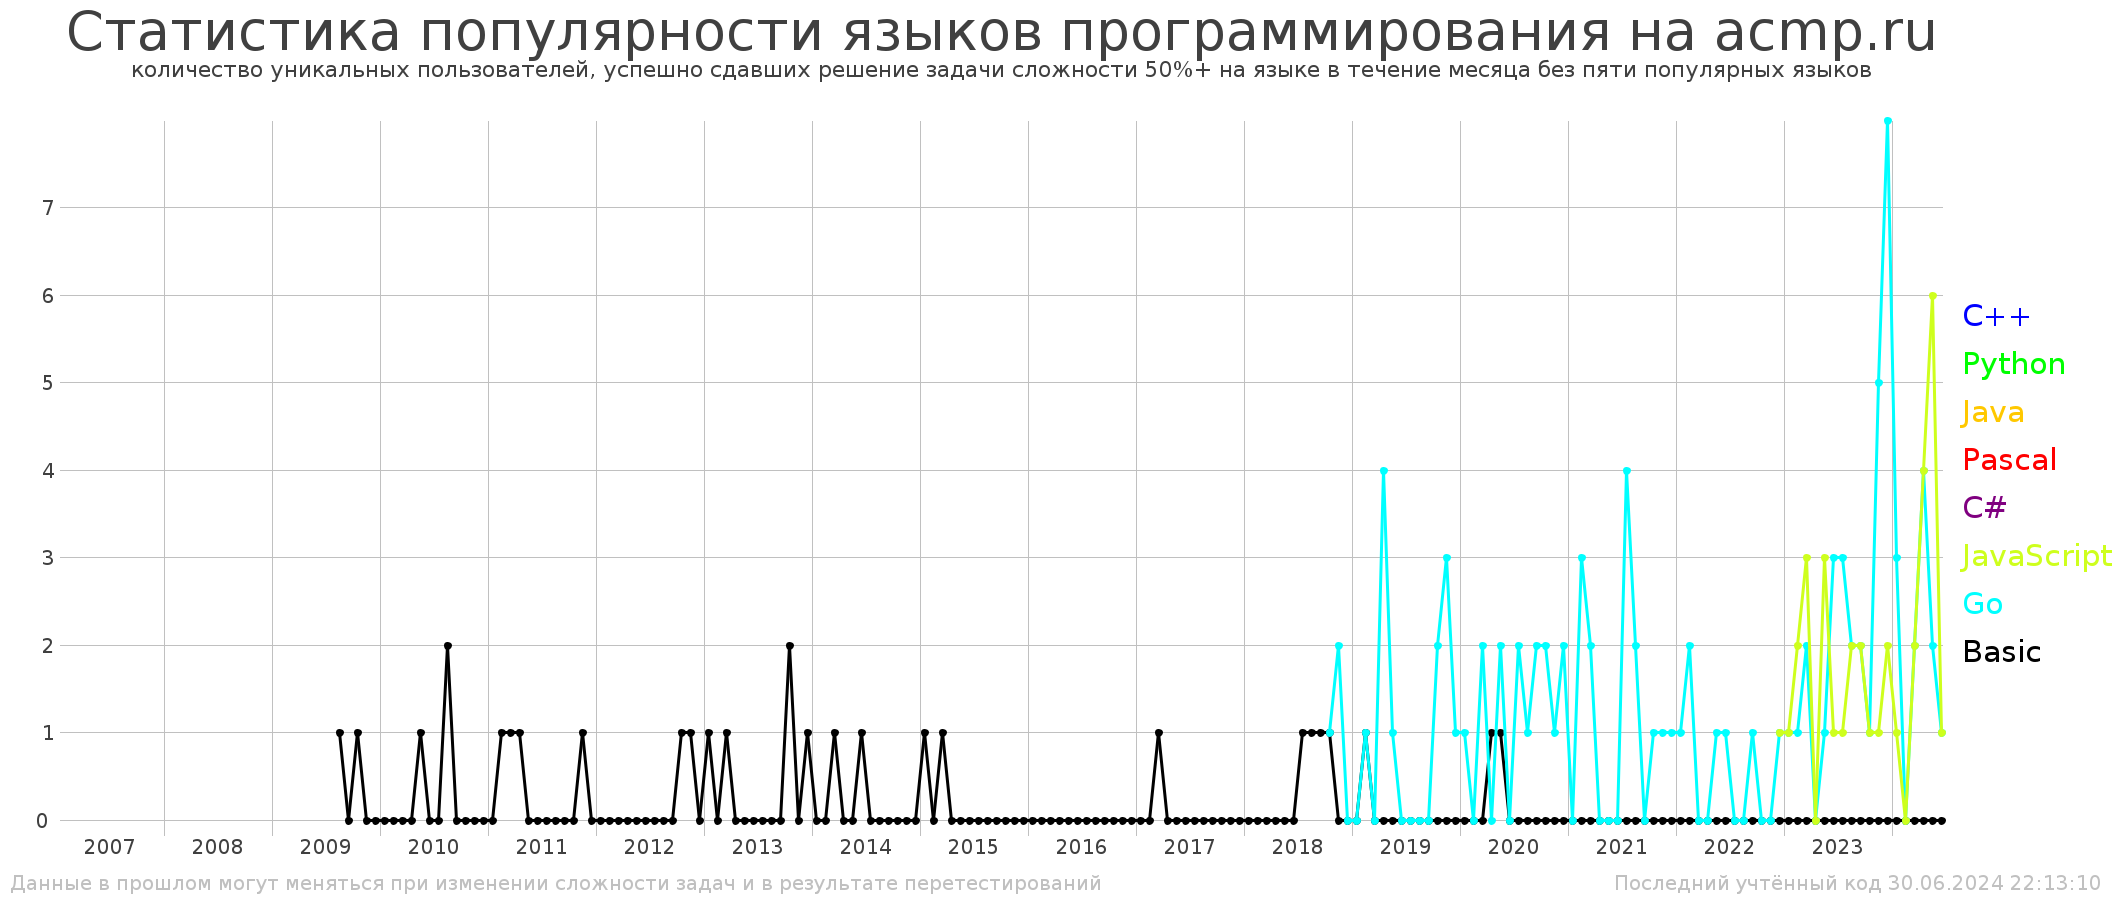 Статистика популярности языков программирования на acmp.ru
количество уникальных пользователей, успешно сдавших решение задачи сложности 50%+ на языке в течение месяца без пяти популярных языков
7
6
5
4
3
2
1
0
C++
Python
Java
Pascal
C#
JavaScript
Go
Basic
2007 2008 2009 2010 2011 2012 2013 2014 2015 2016 2017 2018 2019 2020 2021 2022 2023
Данные в прошлом могут меняться при изменении сложности задач и в результате перетестирований
Последний учтённый код 30.06.2024 22:13:10